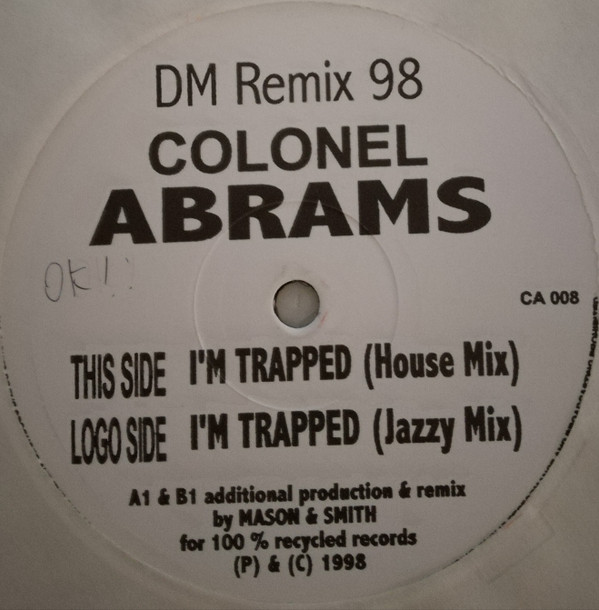 DM Remix 98
COLONEL
ABRAMS
OK!!
CA 008
THIS SIDE I'M TRAPPED (House Mix)
LOGO SIDE I'M TRAPPED (Jazzy Mix)
A1 & B1 additional production & remix
by MASON & SMITH
for 100 % recycled records
(P) & (C) 1998